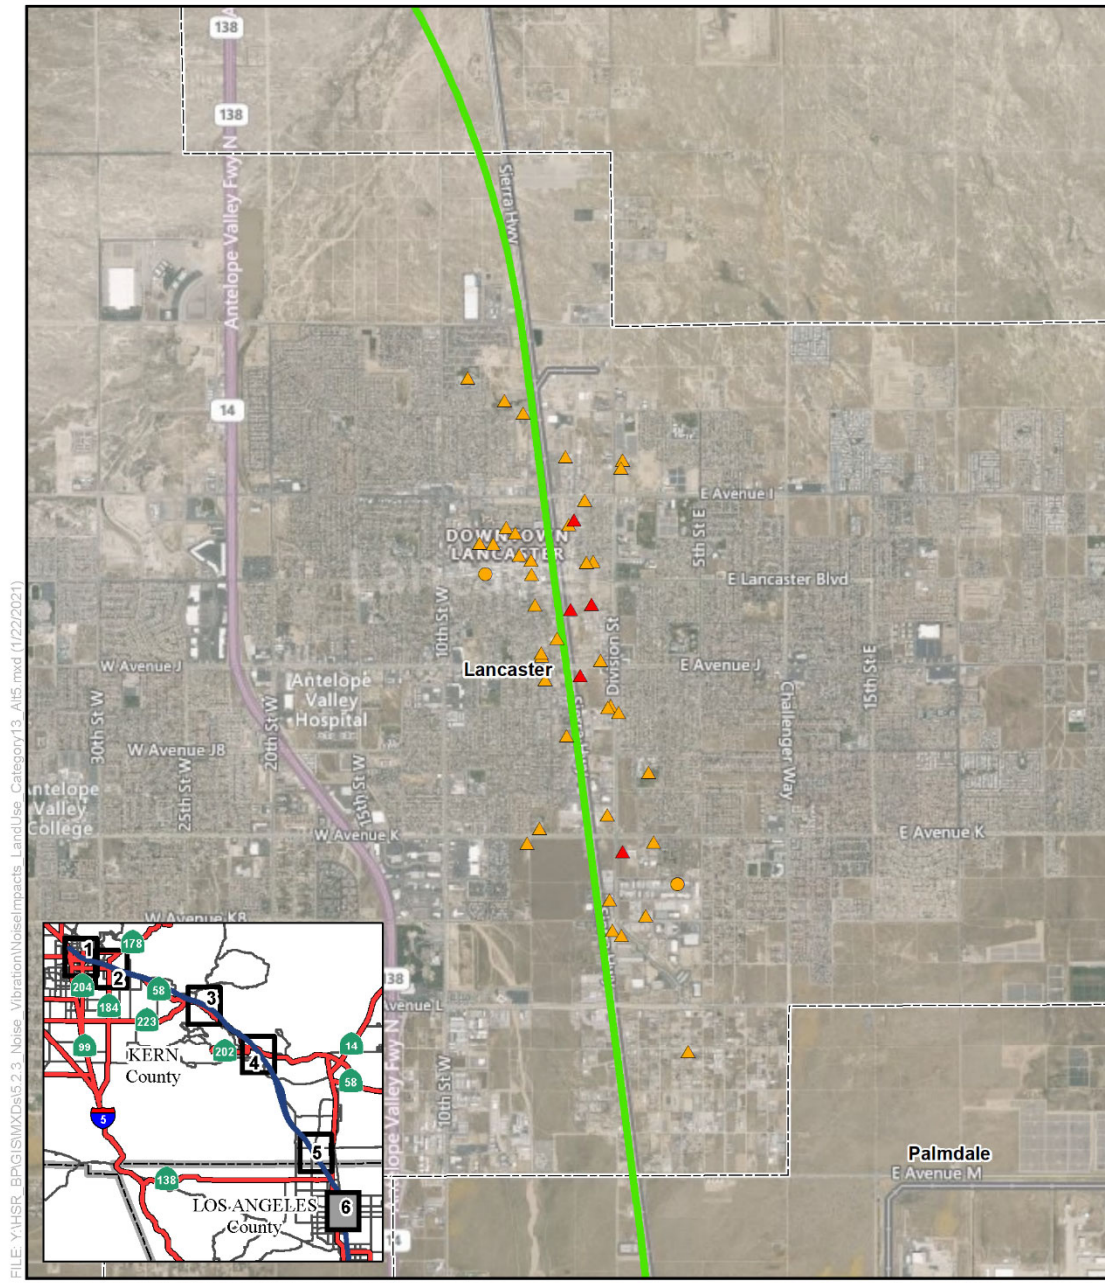 138
138
Antelope Valley Fwy N
Sierra Hwy
14
E Avenue I
DOWNTOWN
LANCASTER
5th St E
E Lancaster Blvd
10th St W
Division St
W Avenue J
Lancaster
E Avenue J
15th St E
Antelope
Valley
Hospital
30th St W
20th St W
Challenger Way
W Avenue J8
25th St W
15th St W
Antelope
Valley
College
W Avenue K
E Avenue K
W Avenue K8
138
Avenue L
10th St W
Palmdale
E Avenue M
14
1
178
2
204
58
3
184
223
99
KERN
County
202
4
14
58
5
5
138
LOS ANGELES
County
6
FILE: Y:\HSR_BP\GIS\MXDs\5.2.3_Noise_Vibration\NoiseImpacts_LandUse_Category13_Alt5.mxd (1/22/2021)